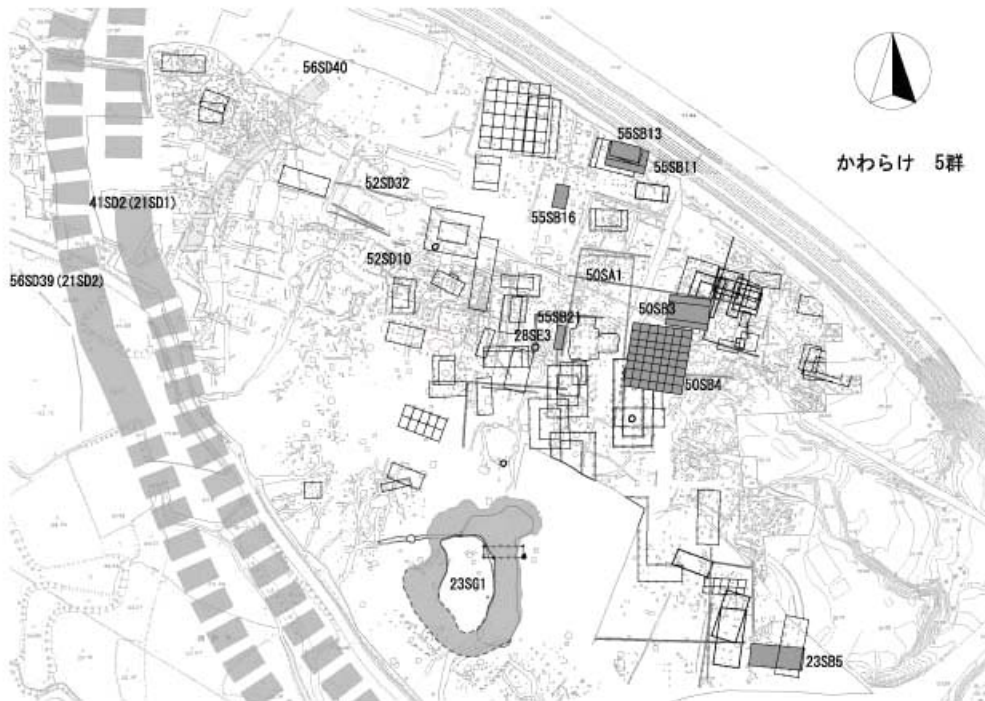 56SD40
55SB13
かわらけ 5群
55SB11
52SD32
41SD2(21SD1)
55SB16
56SD39(21SD2)
52SD10
50SA1
50SB3
55SB21
28SE3
50SB4
23SG1
23SB5